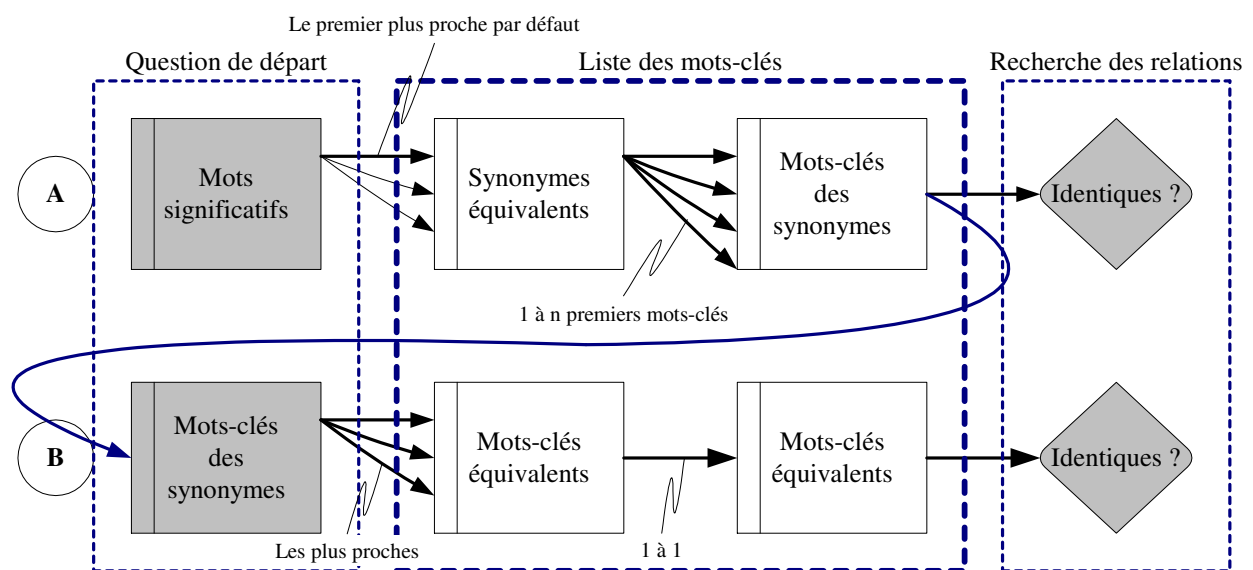 Le premier plus proche par défaut
Question de départ
Liste des mots-clés
Recherche des relations
A
Mots
significatifs
Synonymes
équivalents
Mots-clés
des
synonymes
Identiques ?
1 à n premiers mots-clés
B
Mots-clés
des
synonymes
Mots-clés
équivalents
Mots-clés
équivalents
Identiques ?
Les plus proches
1 à 1